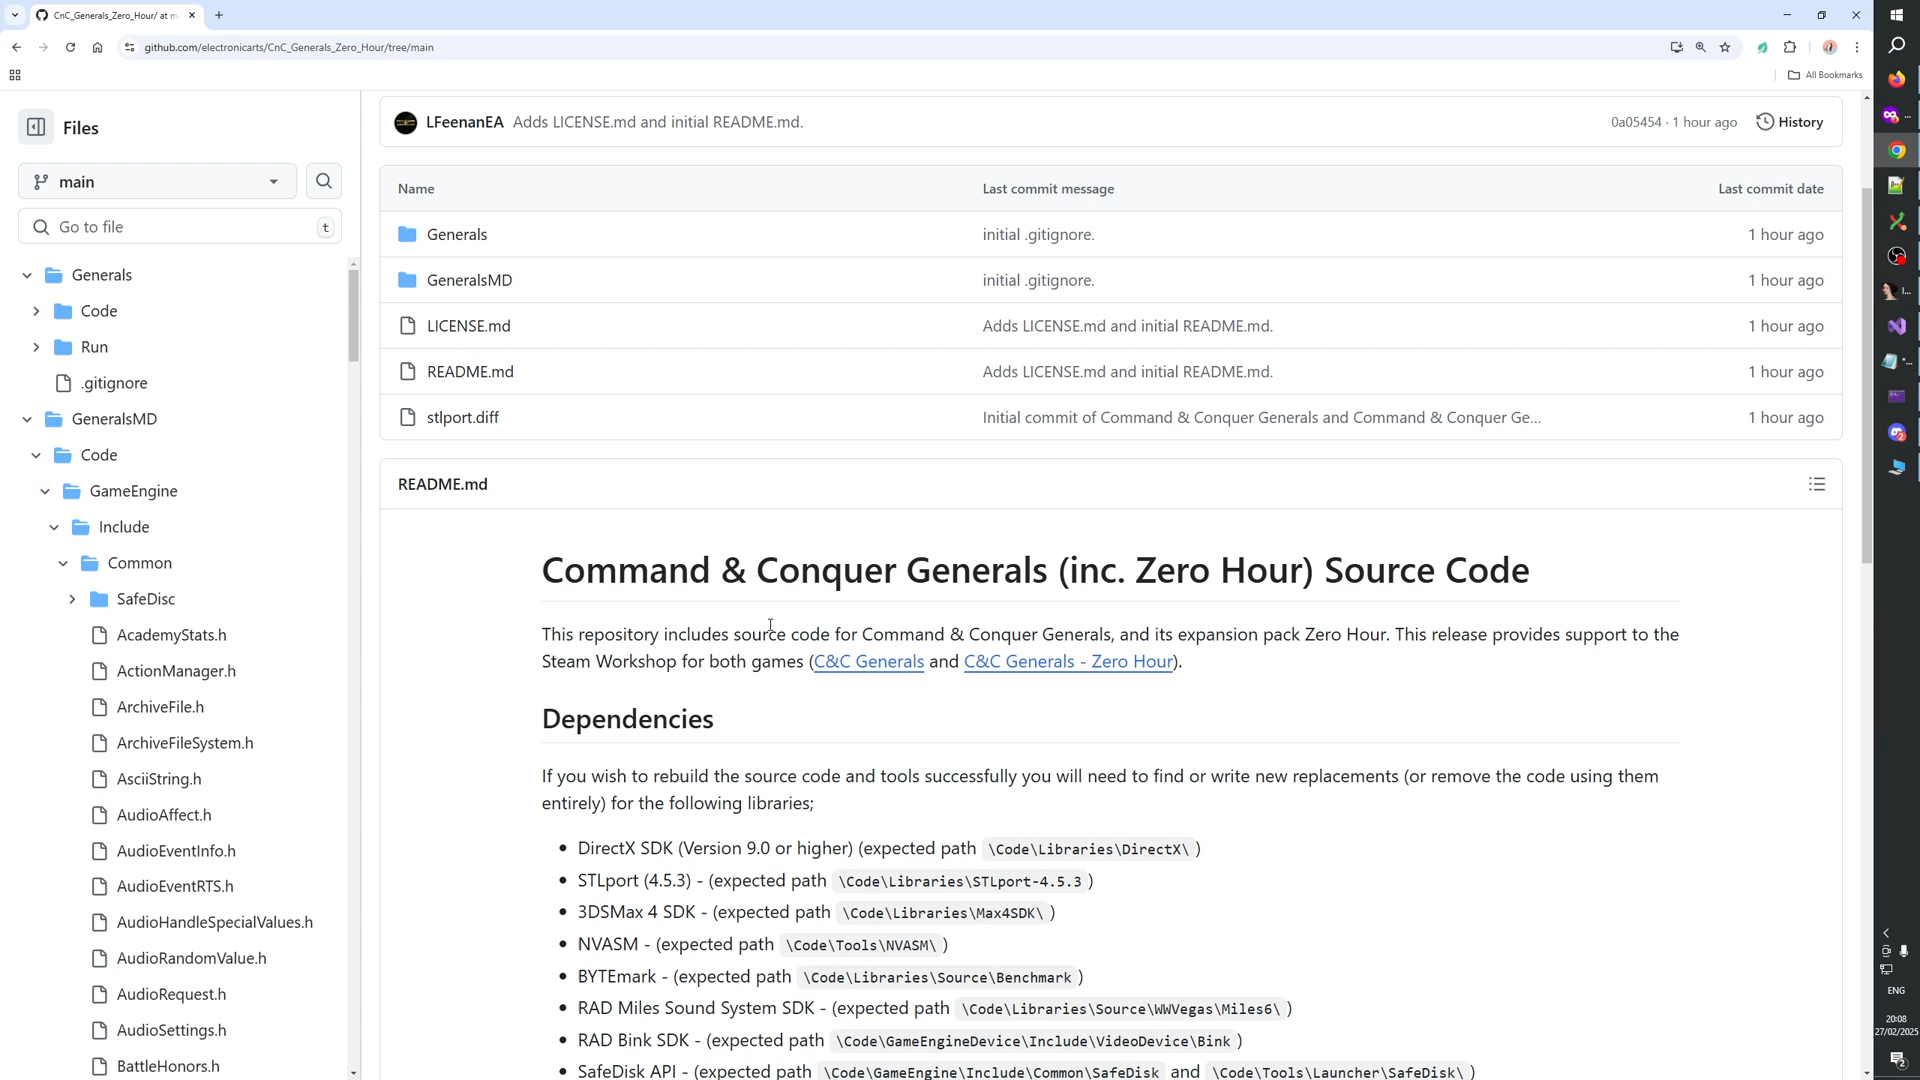 CnC_Generals_Zero_Hour/ at m
github.com/electronicarts/CnC_Generals_Zero_Hour/tree/main
All Bookmarks
Files
main
Go to file
t
Generals
Code
Run
.gitignore
GeneralsMD
Code
GameEngine
Include
Common
SafeDisc
AcademyStats.h
ActionManager.h
ArchiveFile.h
ArchiveFileSystem.h
AsciiString.h
AudioAffect.h
AudioEventInfo.h
AudioEventRTS.h
AudioHandleSpecialValues.h
AudioRandomValue.h
AudioRequest.h
AudioSettings.h
BattleHonors.h
LFeenanEA Adds LICENSE.md and initial README.md.
0a05454 · 1 hour ago History
Name Last commit message Last commit date
Generals initial .gitignore. 1 hour ago
GeneralsMD initial .gitignore. 1 hour ago
LICENSE.md Adds LICENSE.md and initial README.md. 1 hour ago
README.md Adds LICENSE.md and initial README.md. 1 hour ago
stlport.diff Initial commit of Command & Conquer Generals and Command & Conquer Ge... 1 hour ago
README.md
Command & Conquer Generals (inc. Zero Hour) Source Code
This repository includes source code for Command & Conquer Generals, and its expansion pack Zero Hour. This release provides support to the
Steam Workshop for both games (C&C Generals and C&C Generals - Zero Hour).
Dependencies
If you wish to rebuild the source code and tools successfully you will need to find or write new replacements (or remove the code using them
entirely) for the following libraries;
• DirectX SDK (Version 9.0 or higher) (expected path \Code\Libraries\DirectX\ )
• STLport (4.5.3) - (expected path \Code\Libraries\STLport-4.5.3 )
• 3DSMax 4 SDK - (expected path \Code\Libraries\Max4SDK\ )
• NVASM - (expected path \Code\Tools\NVASM\ )
• BYTEmark - (expected path \Code\Libraries\Source\Benchmark )
• RAD Miles Sound System SDK - (expected path \Code\Libraries\Source\WWVegas\Miles6\ )
• RAD Bink SDK - (expected path \Code\GameEngineDevice\Include\VideoDevice\Bink )
• SafeDisk API - (expected path \Code\GameEngine\Include\Common\SafeDisk and \Code\Tools\Launcher\SafeDisk\ )
ENG
20:08
27/02/2025